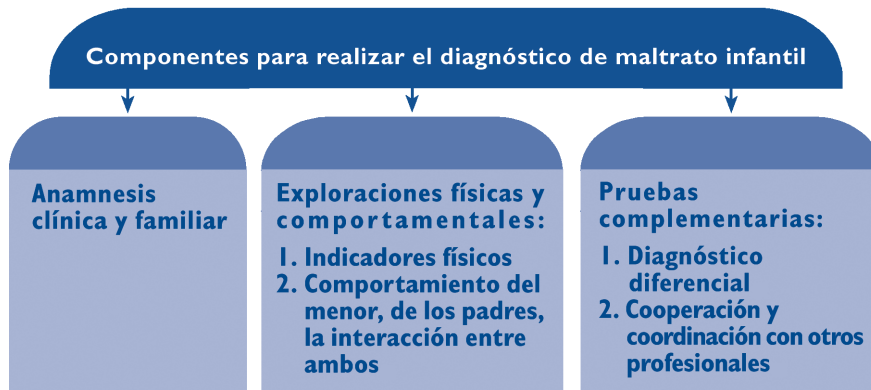 Componentes para realizar el diagnóstico de maltrato infantil
Anamnesis
clínica y familiar
Exploraciones físicas y
comportamentales:
1. Indicadores físicos
2. Comportamiento del
menor, de los padres,
la interacción entre
ambos
Pruebas
complementarias:
1. Diagnóstico
diferencial
2. Cooperación y
coordinación con otros
profesionales